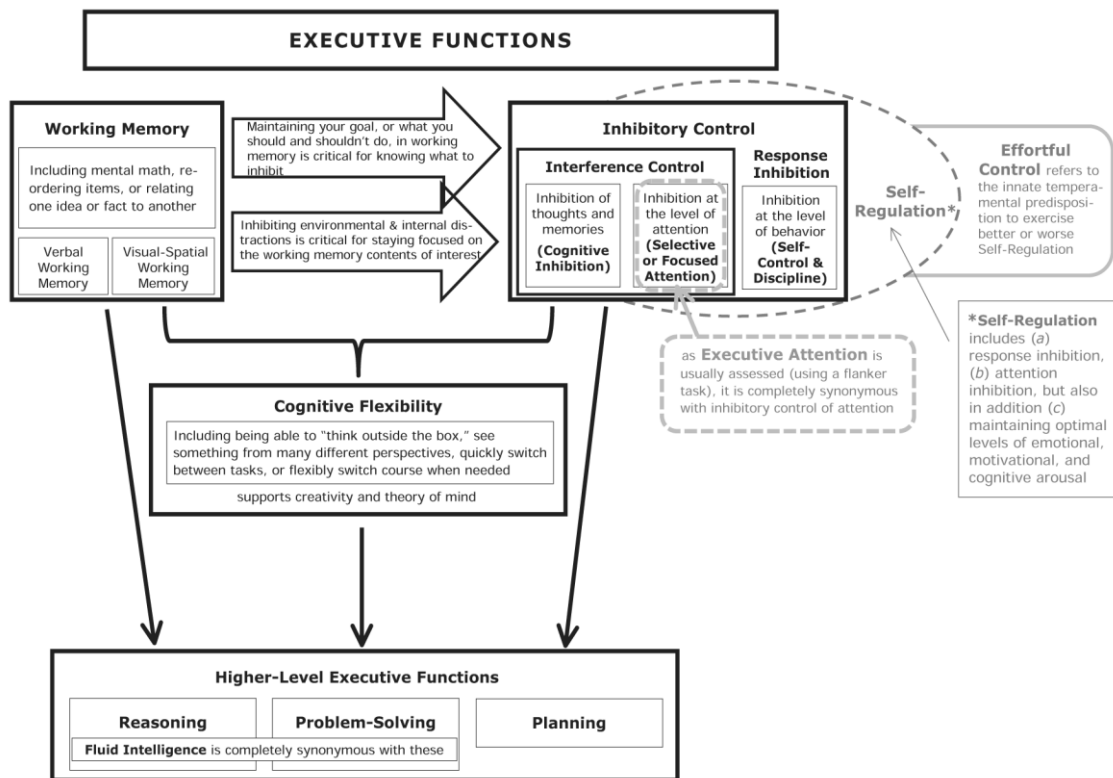 EXECUTIVE FUNCTIONS
Working Memory
Including mental math, re-
ordering items, or relating
one idea or fact to another
Verbal
Working
Memory
Visual-Spatial
Working
Memory
Maintaining your goal, or what you
should and shouldn't do, in working
memory is critical for knowing what to
inhibit
Inhibiting environmental & internal dis-
tractions is critical for staying focused on
the working memory contents of interest
Inhibitory Control
Interference Control
Inhibition of
thoughts and
memories
(Cognitive
Inhibition)
Inhibition at
the level of
attention
(Selective
or Focused
Attention)
Response
Inhibition
Inhibition
at the level
of behavior
(Self-
Control &
Discipline)
Self-
Regulation*
Effortful
Control refers to
the innate tempera-
mental predisposition
to exercise
better or worse
Self-Regulation
as Executive Attention is
usually assessed (using a flanker
task), it is completely synonymous
with inhibitory control of attention
*Self-Regulation
includes (a)
response inhibition,
(b) attention
inhibition, but also
in addition (c)
maintaining optimal
levels of emotional,
motivational, and
cognitive arousal
Cognitive Flexibility
Including being able to "think outside the box," see
something from many different perspectives, quickly switch
between tasks, or flexibly switch course when needed
supports creativity and theory of mind
Higher-Level Executive Functions
Reasoning
Problem-Solving
Planning
Fluid Intelligence is completely synonymous with these